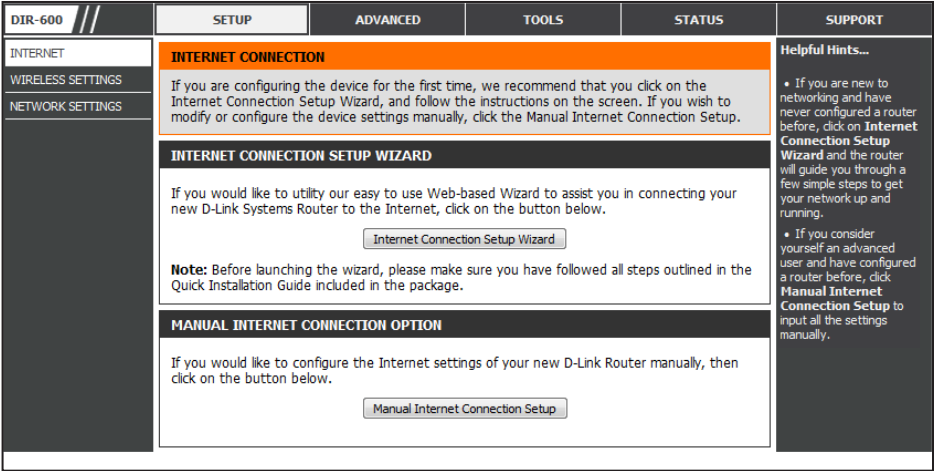 DIR-600
SETUP
ADVANCED
TOOLS
STATUS
SUPPORT
INTERNET
WIRELESS SETTINGS
NETWORK SETTINGS
INTERNET CONNECTION
If you are configuring the device for the first time, we recommend that you click on the
Internet Connection Setup Wizard, and follow the instructions on the screen. If you wish to
modify or configure the device settings manually, click the Manual Internet Connection Setup.
INTERNET CONNECTION SETUP WIZARD
If you would like to utility our easy to use Web-based Wizard to assist you in connecting your
new D-Link Systems Router to the Internet, click on the button below.
Internet Connection Setup Wizard
Note: Before launching the wizard, please make sure you have followed all steps outlined in the
Quick Installation Guide included in the package.
MANUAL INTERNET CONNECTION OPTION
If you would like to configure the Internet settings of your new D-Link Router manually, then
click on the button below.
Manual Internet Connection Setup
Helpful Hints...
• If you are new to
networking and have
never configured a router
before, click on Internet
Connection Setup
Wizard and the router
will guide you through a
few simple steps to get
your network up and
running.
• If you consider
yourself an advanced
user and have configured
a router before, click
Manual Internet
Connection Setup to
input all the settings
manually.